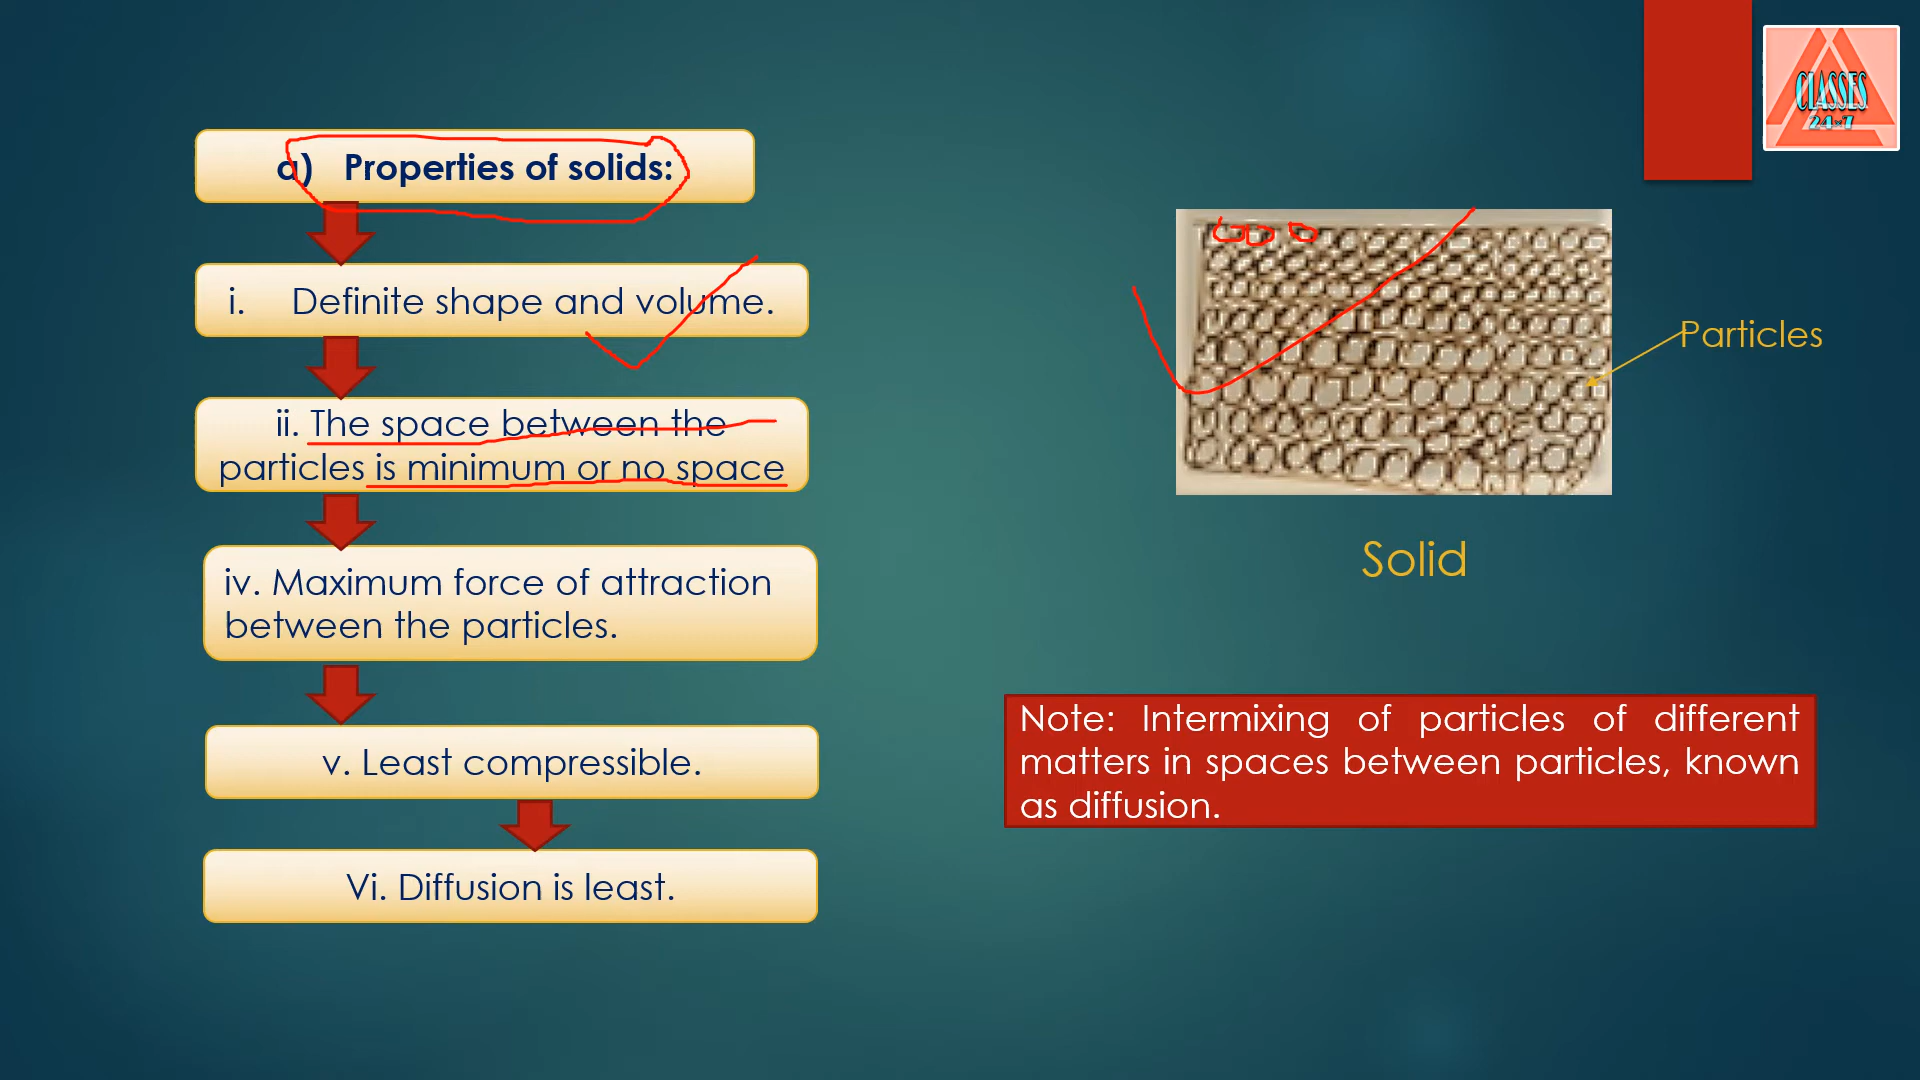 a) Properties of solids:
i. Definite shape and volume.
ii. The space between the
particles is minimum or no space
iv. Maximum force of attraction
between the particles.
v. Least compressible.
Vi. Diffusion is least.
CLASSES
24×7
Particles
Solid
Note: Intermixing of particles of different
matters in spaces between particles, known
as diffusion.